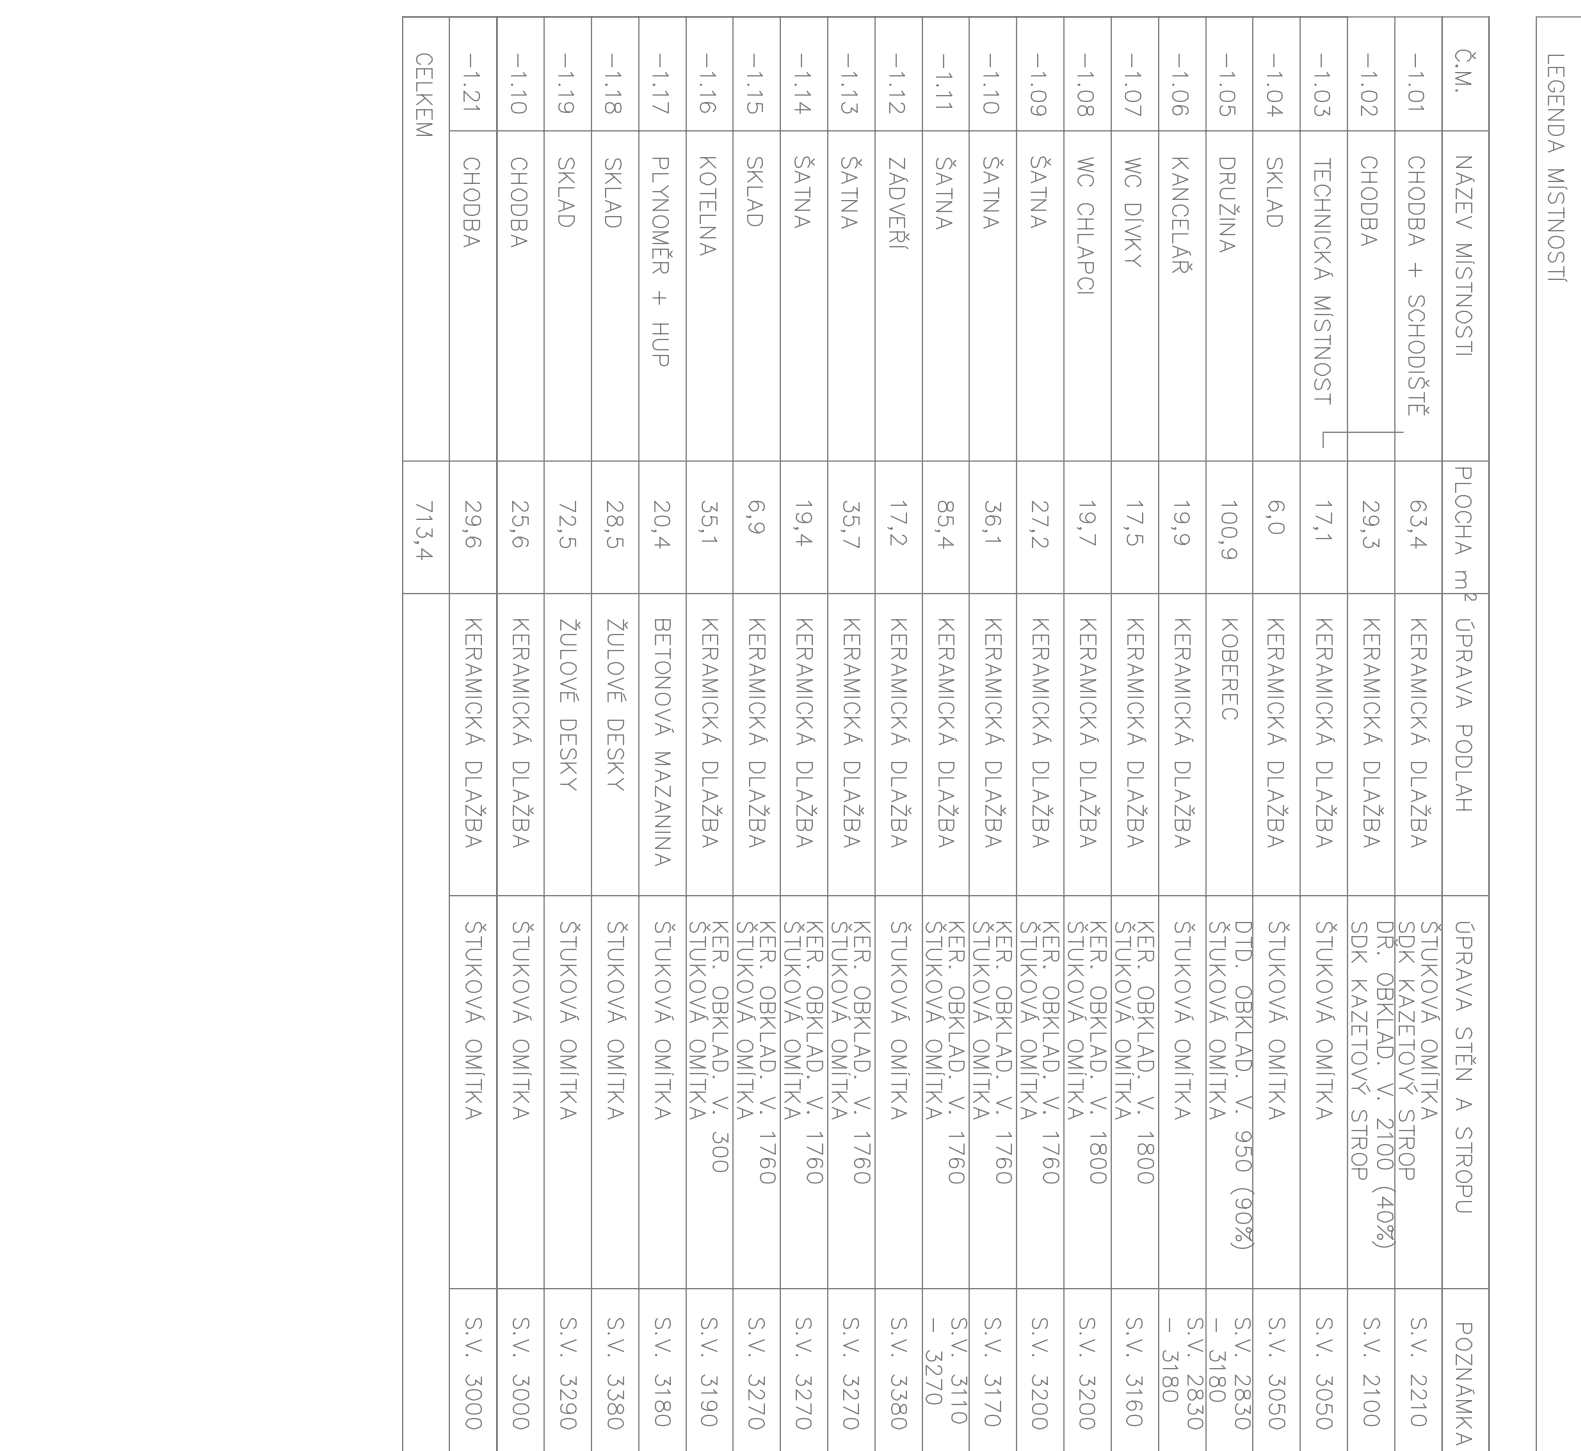 LEGENDA MÍSTNOSTÍ
Č.M. NÁZEV MÍSTNOSTI PLOCHA m² ÚPRAVA PODLAH ÚPRAVA STĚN A STROPU POZNÁMKA
-1.01 CHODBA + SCHODIŠTĚ 63,4 KERAMICKÁ DLAŽBA ŠTUKOVÁ OMÍTKA S.V. 2210
SDK KAZETOVÝ STROP
-1.02 CHODBA 29,3 KERAMICKÁ DLAŽBA DŘ. OBKLAD. V. 2100 (40%) S.V. 2100
SDK KAZETOVÝ STROP
-1.03 TECHNICKÁ MÍSTNOST 17,1 KERAMICKÁ DLAŽBA ŠTUKOVÁ OMÍTKA S.V. 3050
-1.04 SKLAD 6,0 KERAMICKÁ DLAŽBA ŠTUKOVÁ OMÍTKA S.V. 3050
-1.05 DRUŽINA 100,9 KOBEREC DTD. OBKLAD. V. 950 (90%) S.V. 2830
ŠTUKOVÁ OMÍTKA - 3180
-1.06 KANCELÁŘ 19,9 KERAMICKÁ DLAŽBA ŠTUKOVÁ OMÍTKA S.V. 2830
- 3180
-1.07 WC DÍVKY 17,5 KERAMICKÁ DLAŽBA KER. OBKLAD. V. 1800 S.V. 3160
ŠTUKOVÁ OMÍTKA
-1.08 WC CHLAPCI 19,7 KERAMICKÁ DLAŽBA KER. OBKLAD. V. 1800 S.V. 3200
ŠTUKOVÁ OMÍTKA
-1.09 ŠATNA 27,2 KERAMICKÁ DLAŽBA KER. OBKLAD. V. 1760 S.V. 3200
ŠTUKOVÁ OMÍTKA
-1.10 ŠATNA 36,1 KERAMICKÁ DLAŽBA KER. OBKLAD. V. 1760 S.V. 3170
ŠTUKOVÁ OMÍTKA
-1.11 ŠATNA 85,4 KERAMICKÁ DLAŽBA KER. OBKLAD. V. 1760 S.V. 3110
ŠTUKOVÁ OMÍTKA - 3270
-1.12 ZÁDVEŘÍ 17,2 KERAMICKÁ DLAŽBA ŠTUKOVÁ OMÍTKA S.V. 3380
-1.13 ŠATNA 35,7 KERAMICKÁ DLAŽBA KER. OBKLAD. V. 1760 S.V. 3270
ŠTUKOVÁ OMÍTKA
-1.14 ŠATNA 19,4 KERAMICKÁ DLAŽBA KER. OBKLAD. V. 1760 S.V. 3270
ŠTUKOVÁ OMÍTKA
-1.15 SKLAD 6,9 KERAMICKÁ DLAŽBA KER. OBKLAD. V. 1760 S.V. 3270
ŠTUKOVÁ OMÍTKA
-1.16 KOTELNA 35,1 KERAMICKÁ DLAŽBA KER. OBKLAD. V. 300 S.V. 3190
ŠTUKOVÁ OMÍTKA
-1.17 PLYNOMĚR + HUP 20,4 BETONOVÁ MAZANINA ŠTUKOVÁ OMÍTKA S.V. 3180
-1.18 SKLAD 28,5 ŽULOVÉ DESKY ŠTUKOVÁ OMÍTKA S.V. 3380
-1.19 SKLAD 72,5 ŽULOVÉ DESKY ŠTUKOVÁ OMÍTKA S.V. 3290
-1.10 CHODBA 25,6 KERAMICKÁ DLAŽBA ŠTUKOVÁ OMÍTKA S.V. 3000
-1.21 CHODBA 29,6 KERAMICKÁ DLAŽBA ŠTUKOVÁ OMÍTKA S.V. 3000
CELKEM 713,4